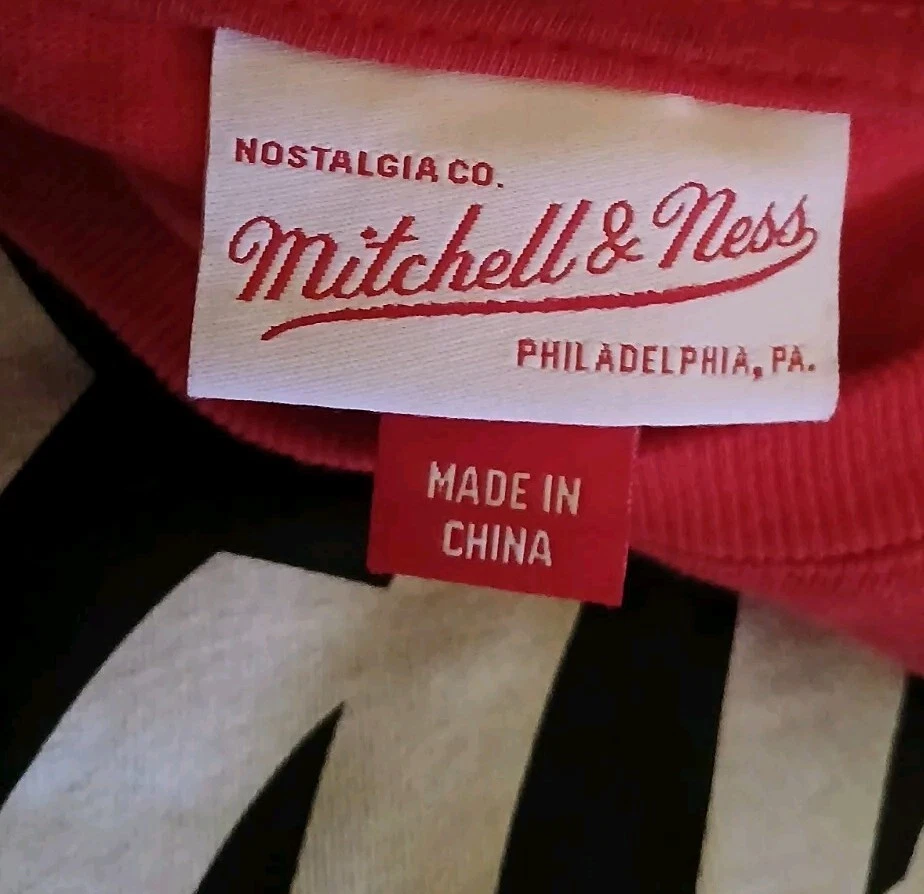 NOSTALGIA CO.
Mitchell & Ness
PHILADELPHIA, PA.
MADE IN
CHINA